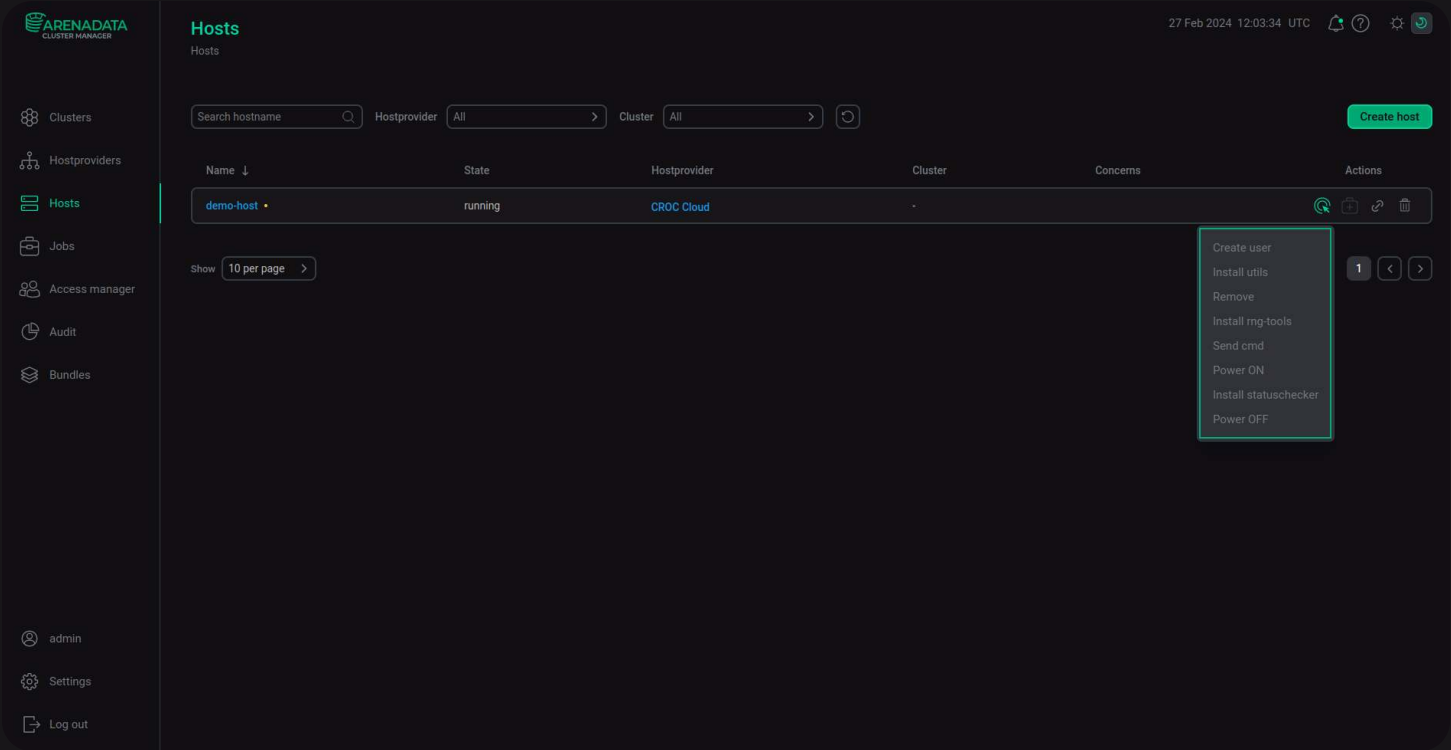 ARENADATA
CLUSTER MANAGER
Hosts
Hosts
27 Feb 2024 12:03:34 UTC
Clusters
Hostproviders
Hosts
Jobs
Access manager
Audit
Bundles
Search hostname
Hostprovider All
Cluster All
Create host
Name State Hostprovider Cluster Concerns Actions
demo-host running CROC Cloud -
Show 10 per page
1
Create user
Install utils
Remove
Install mg-tools
Send cmd
Power ON
Install statuschecker
Power OFF
admin
Settings
Log out